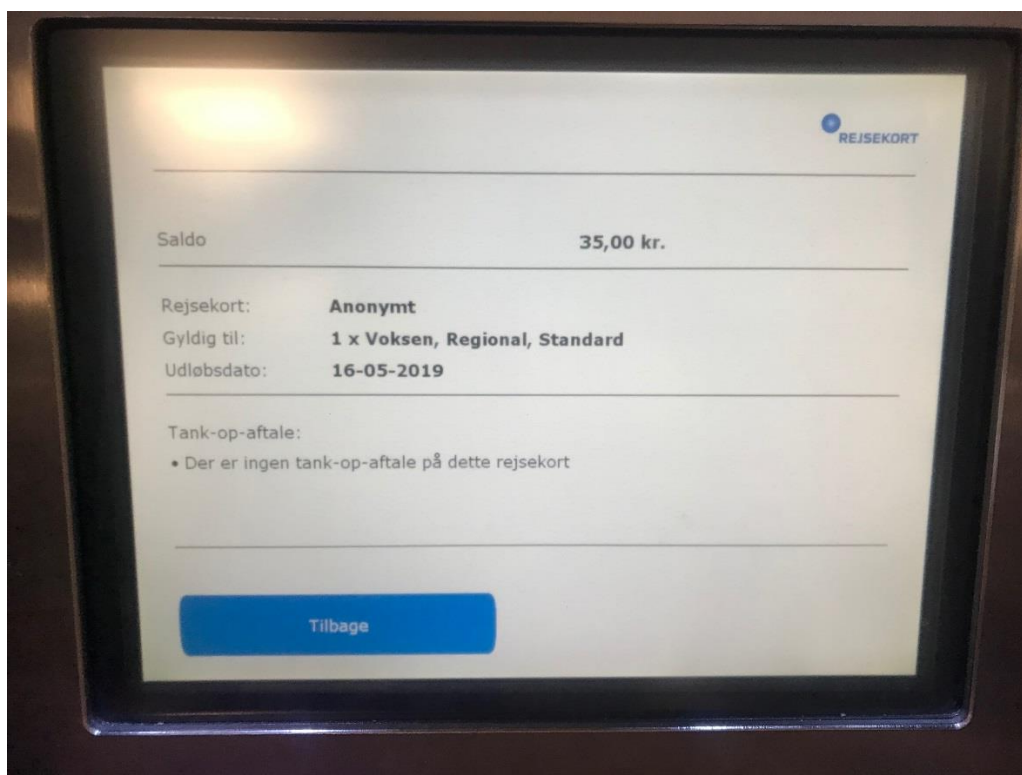 REJSEKORT
Saldo 35,00 kr.
Rejsekort: Anonymt
Gyldig til: 1 x Voksen, Regional, Standard
Udløbsdato: 16-05-2019
Tank-op-aftale:
• Der er ingen tank-op-aftale på dette rejsekort
Tilbage